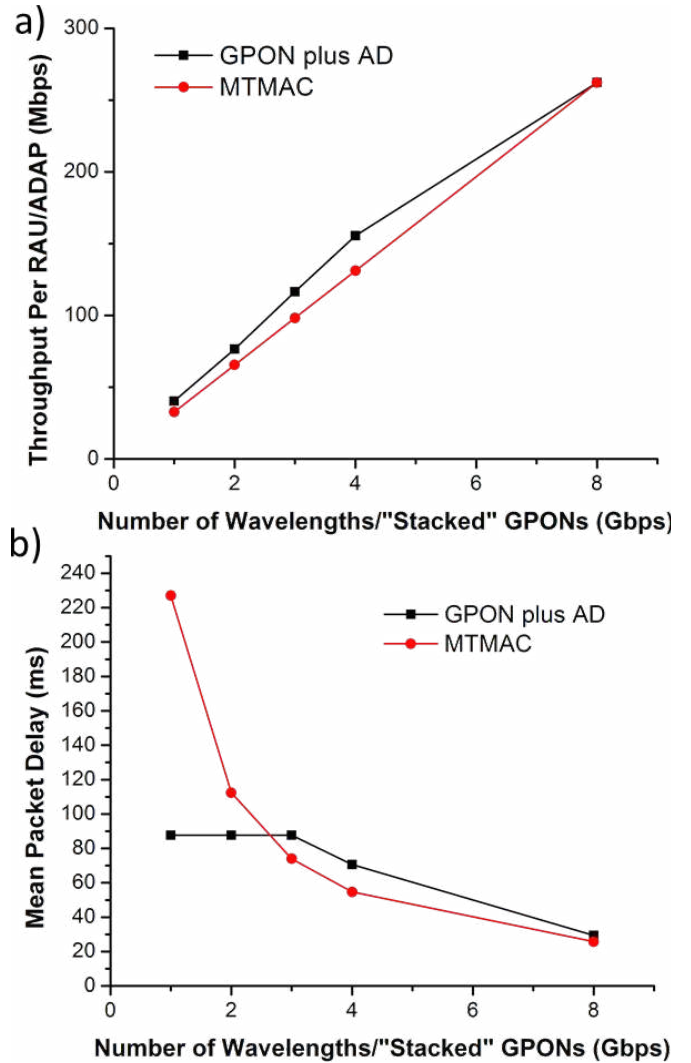 a)
300
200
100
0
Throughput Per RAU/ADAP (Mbps)
GPON plus AD
MTMAC
0 2 4 6 8
Number of Wavelengths/"Stacked" GPONs (Gbps)
b)
240
220
200
180
160
140
120
100
80
60
40
20
0
Mean Packet Delay (ms)
GPON plus AD
MTMAC
0 2 4 6 8
Number of Wavelengths/"Stacked" GPONs (Gbps)